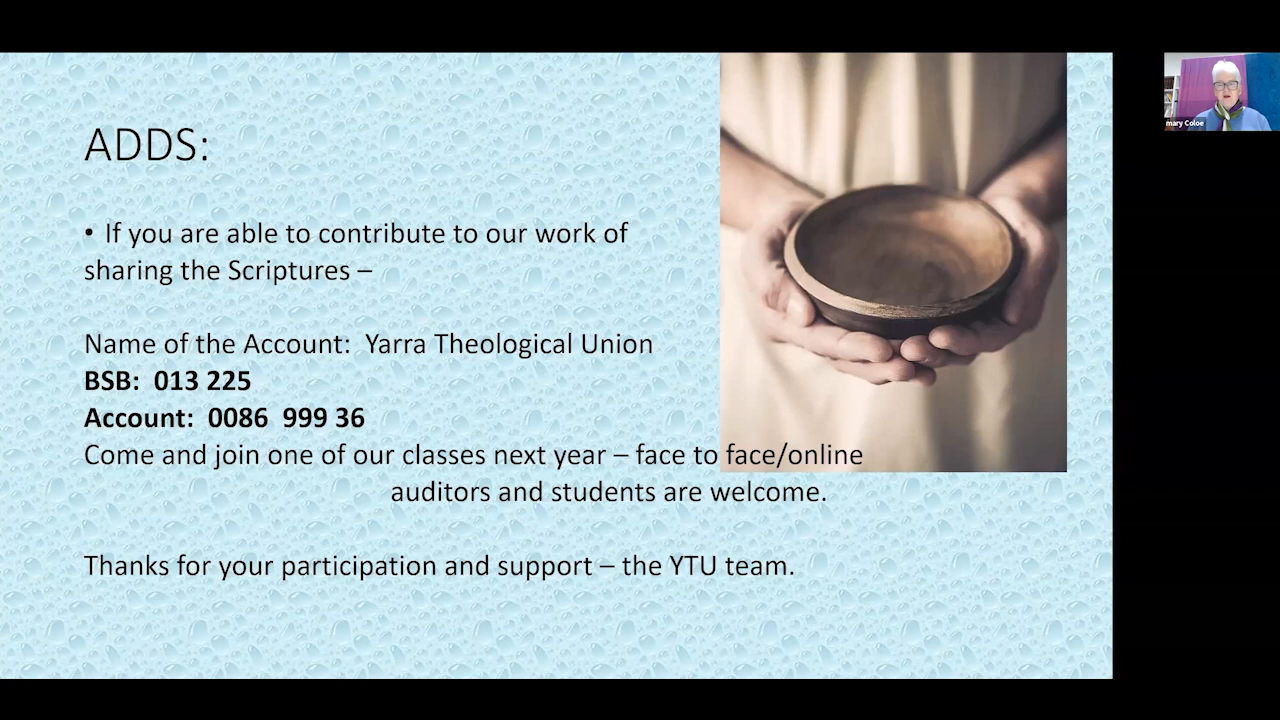 ADDS:
• If you are able to contribute to our work of
sharing the Scriptures –
Name of the Account:  Yarra Theological Union
BSB:  013 225
Account:  0086  999 36
Come and join one of our classes next year – face to face/online
auditors and students are welcome.
Thanks for your participation and support – the YTU team.
mary Coloe